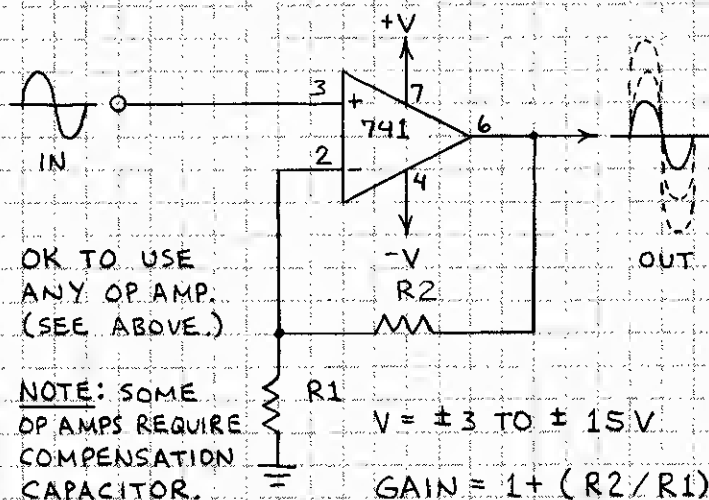 +V
3
+
7
741
6
2
-
4
-V
IN
OUT
OK TO USE
ANY OP AMP.
(SEE ABOVE.)
R2
NOTE: SOME
OP AMPS REQUIRE
COMPENSATION
CAPACITOR.
R1
V = ±3 TO ±15V
GAIN = 1+(R2/R1)